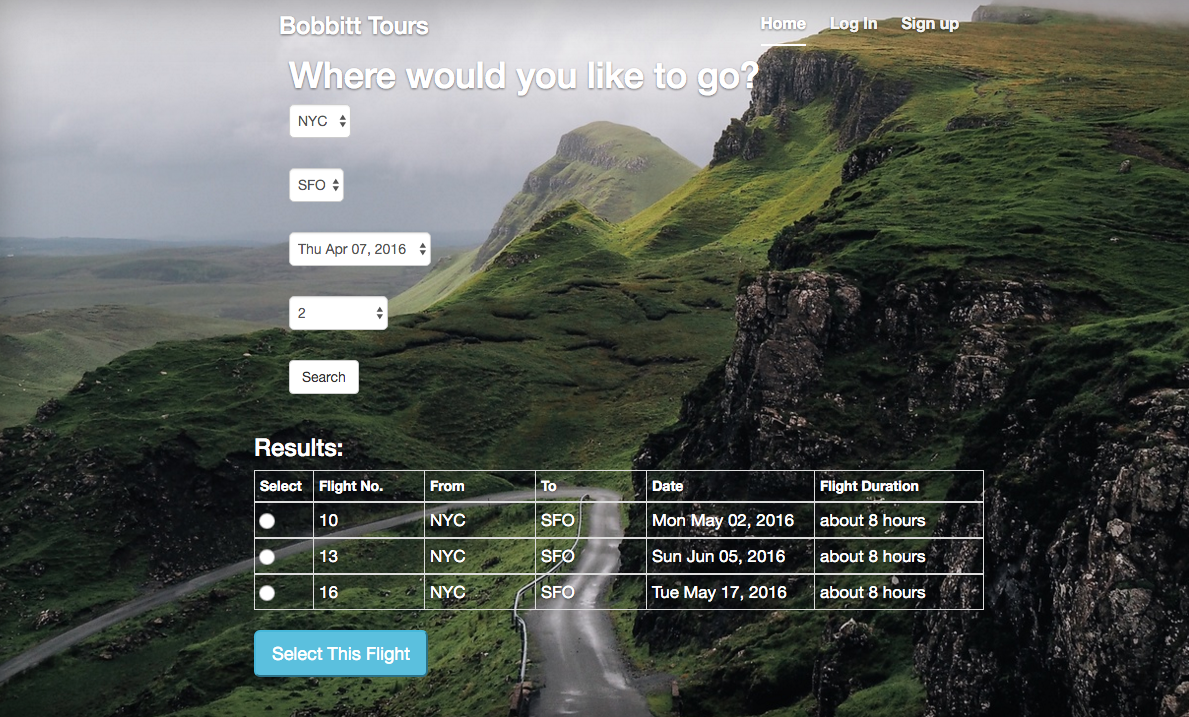 Bobbitt Tours Home Log In Sign up
Where would you like to go?
NYC
SFO
Thu Apr 07, 2016
2
Search
Results:
Select Flight No. From To Date Flight Duration
10 NYC SFO Mon May 02, 2016 about 8 hours
13 NYC SFO Sun Jun 05, 2016 about 8 hours
16 NYC SFO Tue May 17, 2016 about 8 hours
Select This Flight